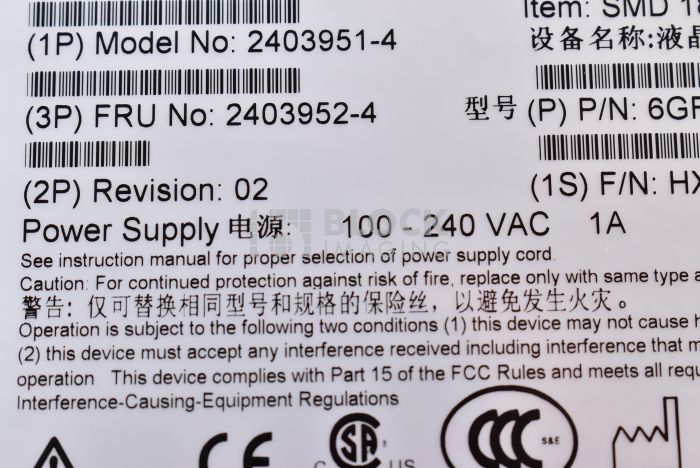 Item: SMD 18
(1P) Model No: 2403951-4
设备名称:液晶
(3P) FRU No: 2403952-4
型号 (P) P/N: 6GF
(2P) Revision: 02
(1S) F/N: HX
Power Supply 电源: 100 - 240 VAC 1A
BLOCK
IMAGING
See instruction manual for proper selection of power supply cord.
Caution: For continued protection against risk of fire, replace only with same type a
警告: 仅可替换相同型号和规格的保险丝，以避免发生火灾。
Operation is subject to the following two conditions (1) this device may not cause h
(2) this device must accept any interference received including interference that m
operation. This device complies with Part 15 of the FCC Rules and meets all requ
Interference-Causing-Equipment Regulations
CE
SA
C US
CCC
S&E